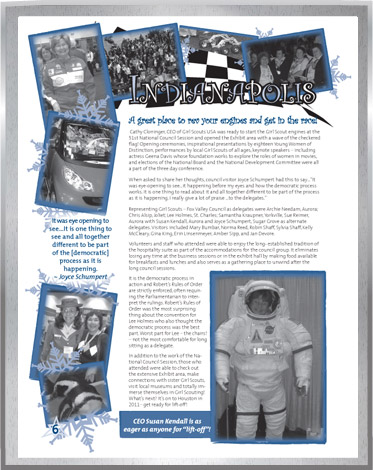 INDIANAPOLIS
A great place to rev your engines and get in the race!
Cathy Cloninger, CEO of Girl Scouts USA was ready to start the Girl Scout engines at the
51st National Council Session and opened the Exhibit area with a wave of the checkered
flag! Opening ceremonies, inspirational presentations by eighteen Young Women of
Distinction, performances by local Girl Scouts of all ages, keynote speakers - including
actress Geena Davis whose foundation works to explore the roles of women in movies,
and elections of the National Board and the National Development Committee were all
a part of the three day conference.
When asked to share her thoughts, council visitor Joyce Schumpert had this to say..."It
was eye opening to see.. it happening before my eyes and how the democratic process
works. It is one thing to read about it and all together different to be part of the process
as it happening. I really give a lot of praise ..to the delegates."
Representing Girl Scouts - Fox Valley Council as delegates were Archie Needham, Aurora;
Chris Allsip, Joliet; Lee Holmes, St. Charles; Samantha Knaupner, Yorkville; Sue Renner,
Aurora with Susan Kendall, Aurora and Joyce Schumpert, Sugar Grove as alternate
delegates. Visitors included Mary Bumbar, Norma Reed, Robin Shaff, Sylvia Shaff, Kelly
McCleary, Gina King, Erin Linsenmeyer, Amber Sipp, and Jan DeWitt.
Volunteers and staff who attended were able to enjoy the long- established tradition of
the hospitality suite as part of the accommodations for the council group. It eliminates
losing any time at the business sessions or in the exhibit hall by making food available
for breakfasts and lunches and also serves as a gathering place to unwind after the
long council sessions.
It is the democratic process in
action and Robert's Rules of Order
are strictly enforced, often requir-
ing the Parliamentarian to inter-
pret the rulings. Robert's Rules of
Order was the most surprising
thing about the convention for
Lee Holmes who also thought the
democratic process was the best
part. Worst part for Lee - the chairs!
- not the most comfortable for long
sitting as a delegate.
In addition to the work of the Na-
tional Council Session, those who
attended were able to check out
the extensive Exhibit area, make
connections with sister Girl Scouts,
visit local museums and totally im-
merse themselves in Girl Scouting!
What's next? It's on to Houston in
2011 - get ready for lift-off!
It was eye opening to
see...it is one thing to
see and all together
different to be part
of the [democratic]
process as it is
happening.
- Joyce Schumpert
CEO Susan Kendall is as
eager as anyone for "lift-off"!
6